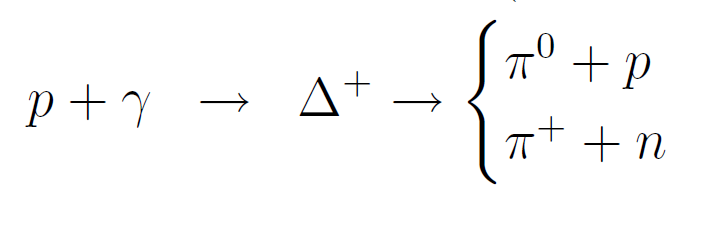 p + γ → Δ⁺ → { π⁰ + p
π⁺ + n